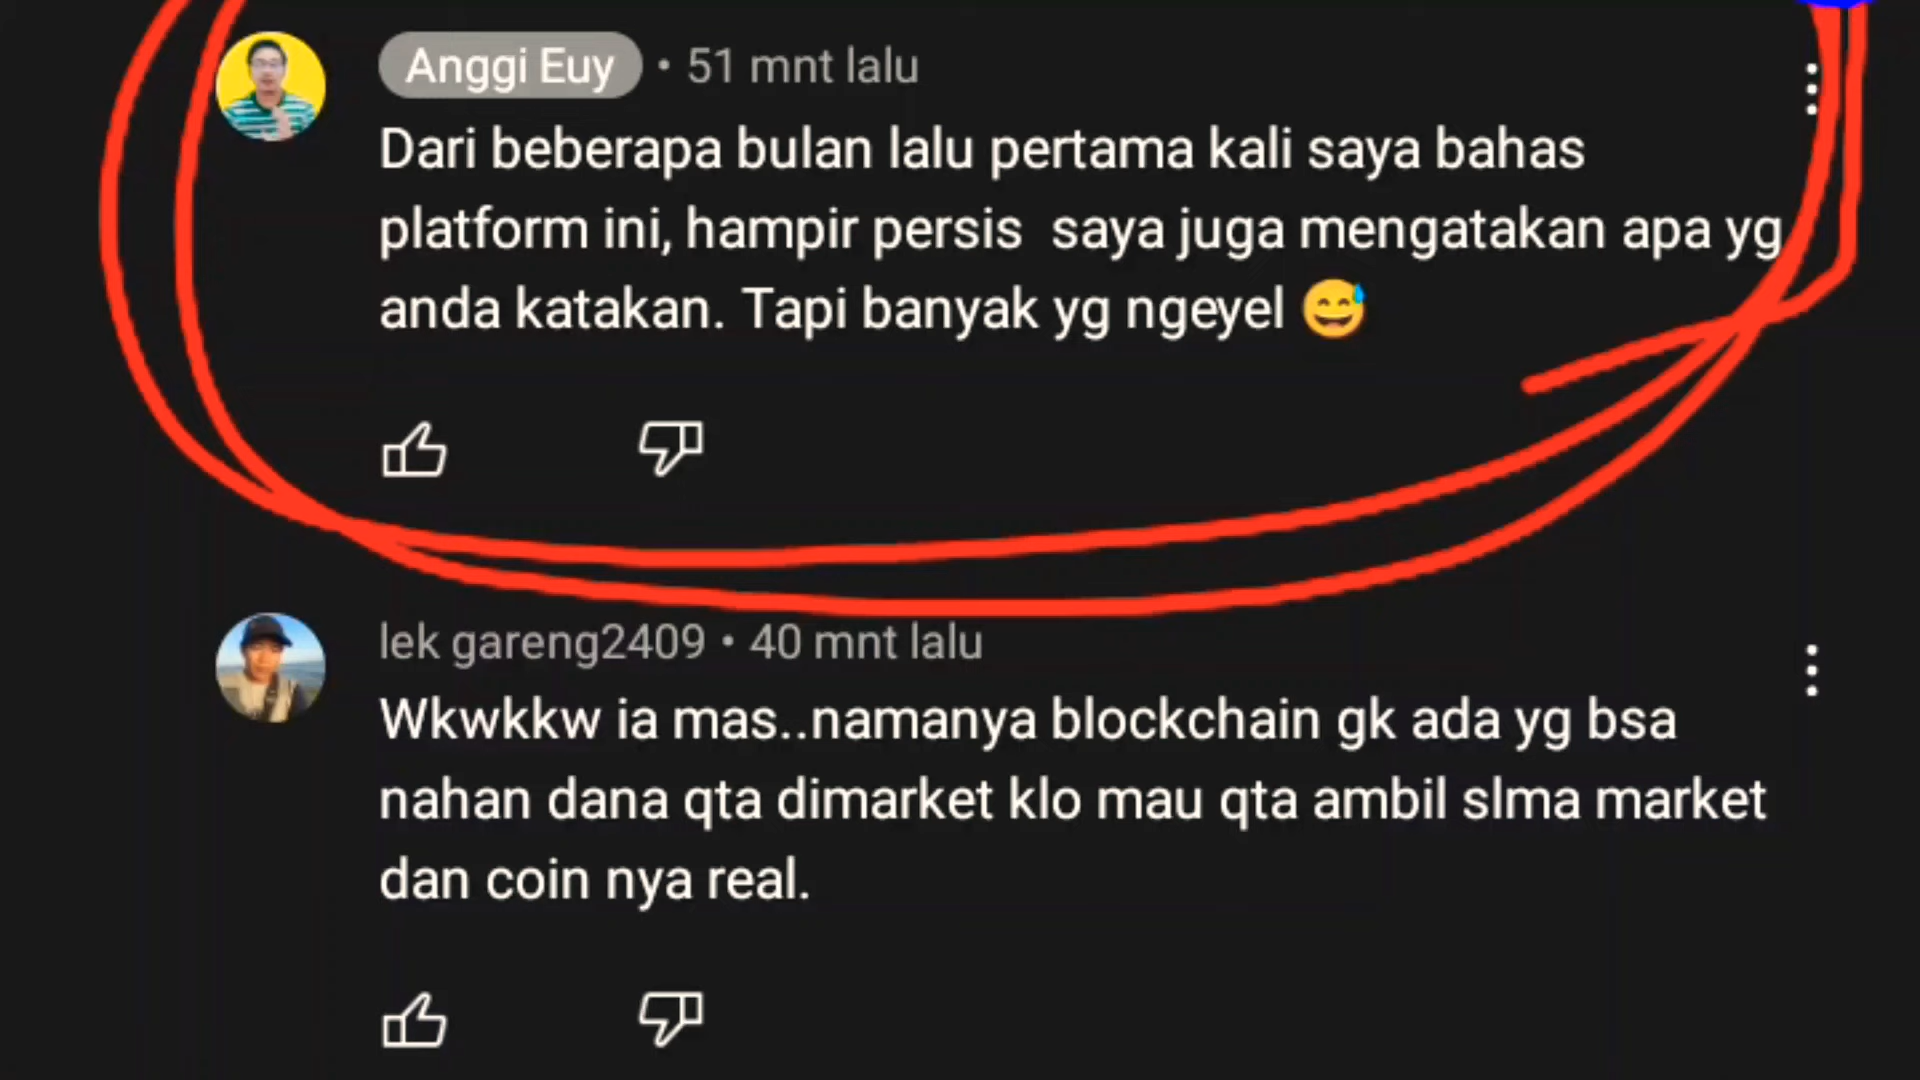 Anggi Euy • 51 mnt lalu
Dari beberapa bulan lalu pertama kali saya bahas
platform ini, hampir persis saya juga mengatakan apa yg
anda katakan. Tapi banyak yg ngeyel 😅
lek gareng2409 • 40 mnt lalu
Wkwkkw ia mas..namanya blockchain gk ada yg bsa
nahan dana qta dimarket klo mau qta ambil slma market
dan coin nya real.